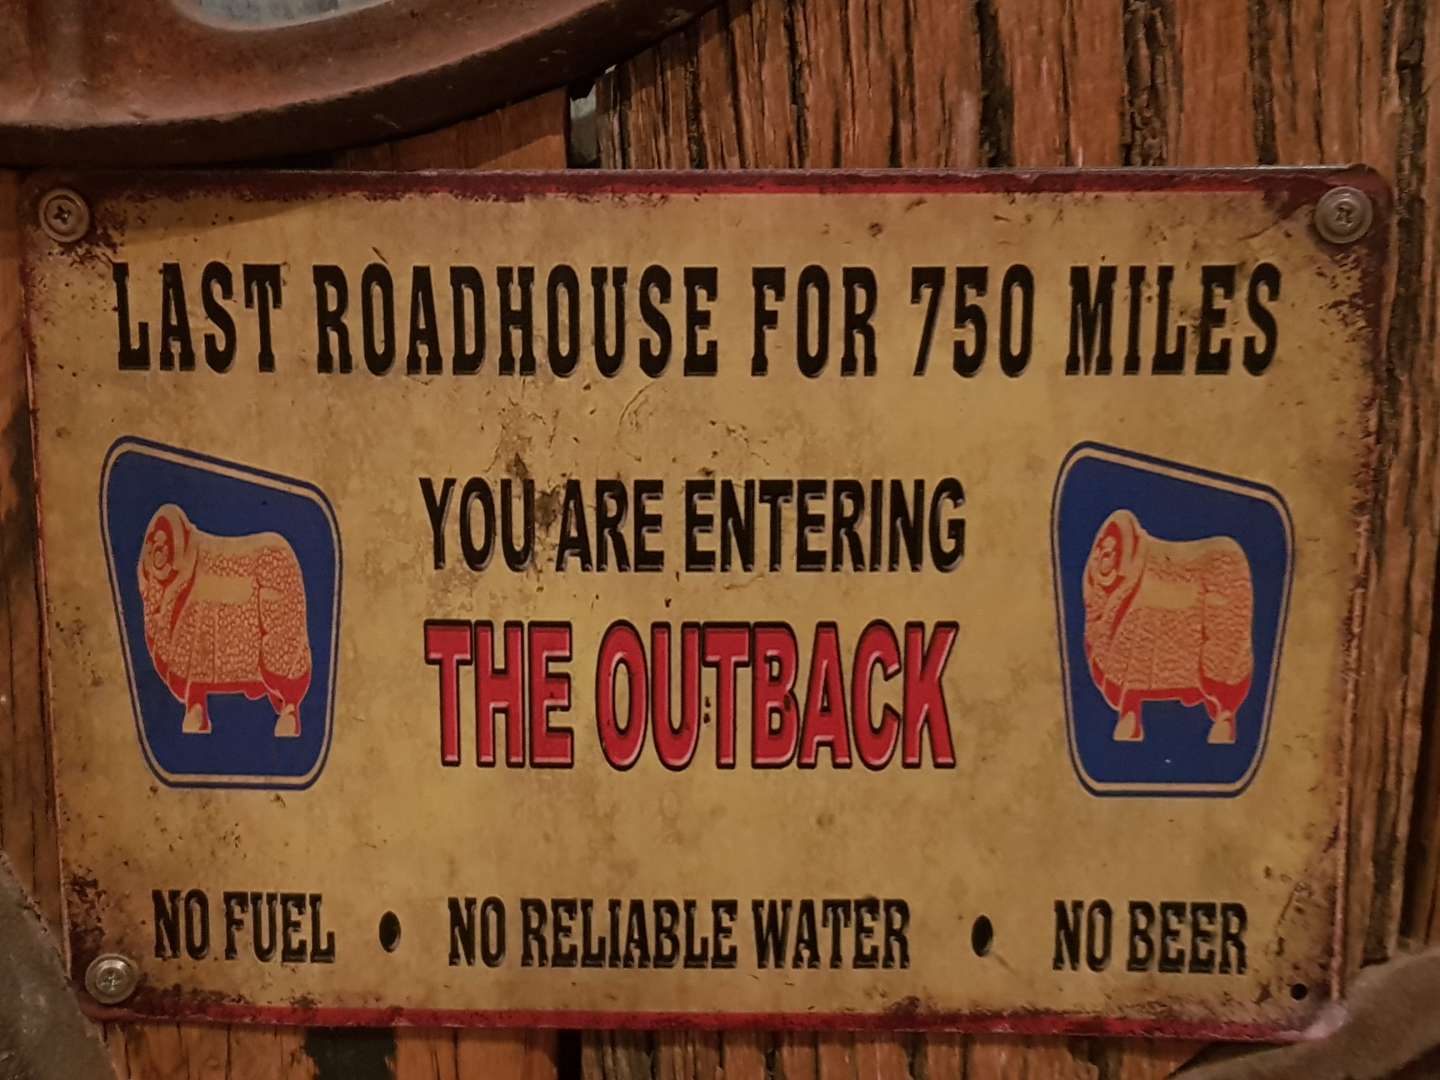 LAST ROADHOUSE FOR 750 MILES
YOU ARE ENTERING
THE OUTBACK
NO FUEL • NO RELIABLE WATER • NO BEER